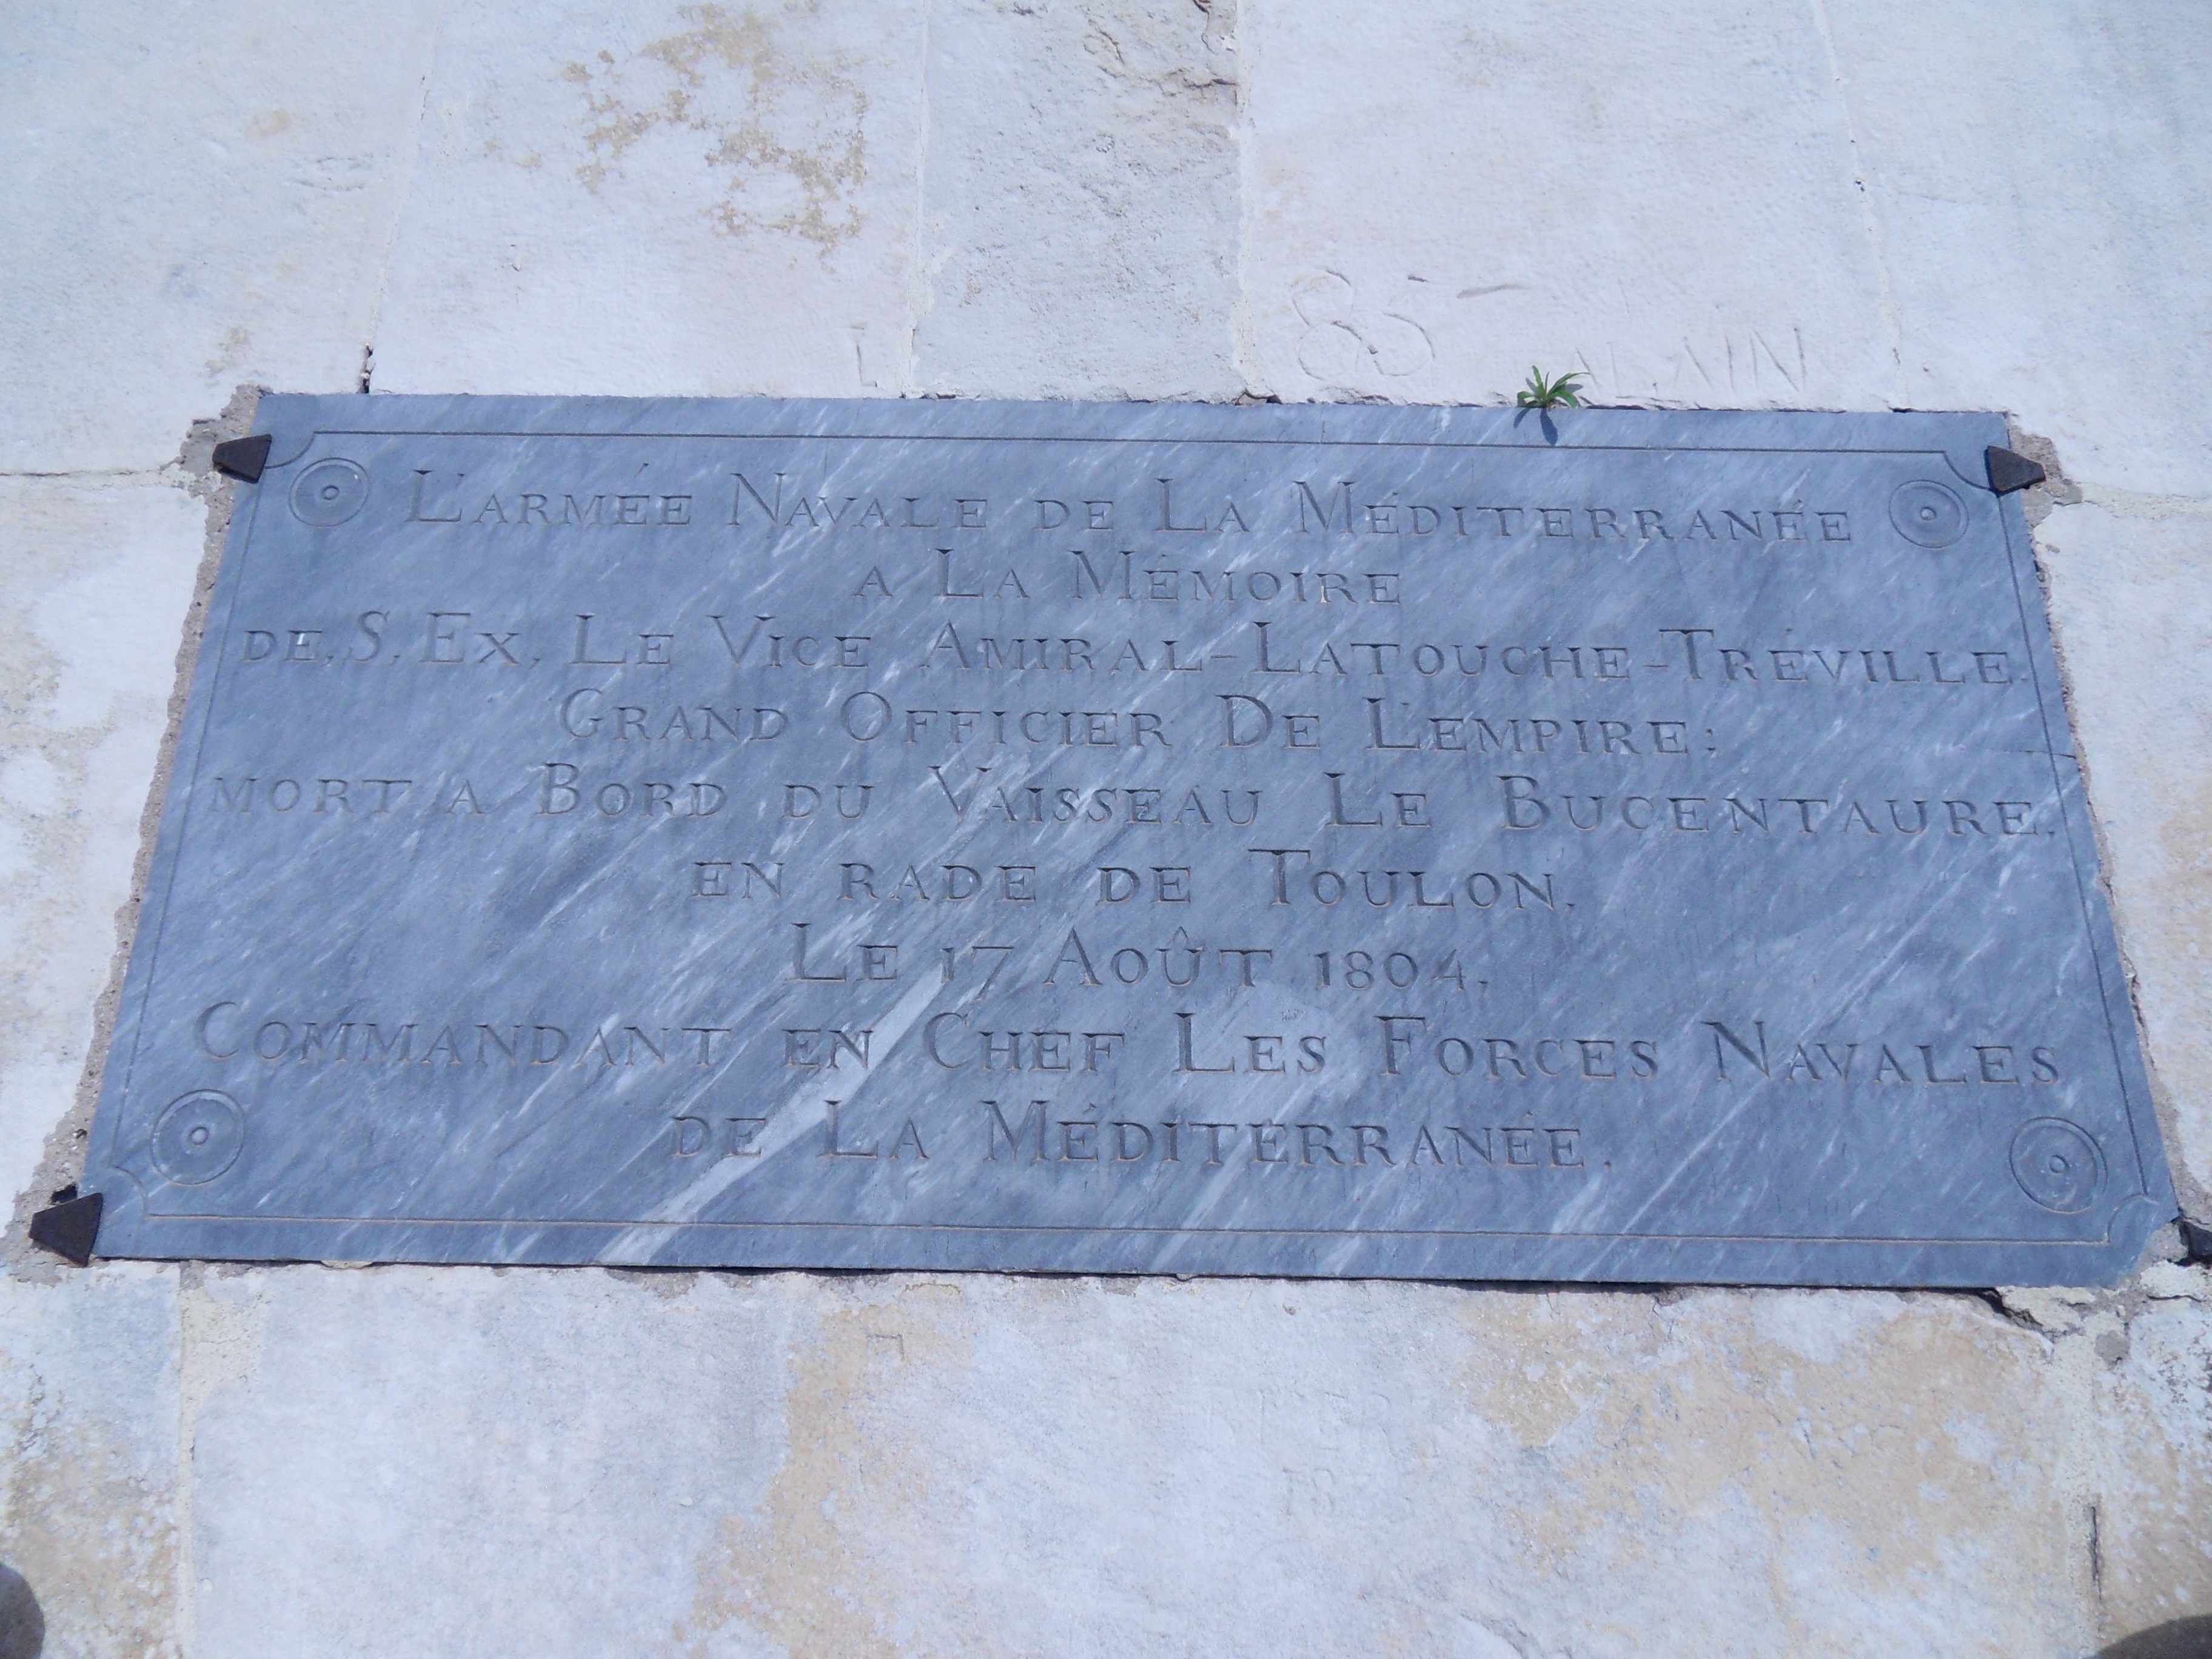 85 ALAIN
L'ARMÉE NAVALE DE LA MÉDITERRANÉE
A LA MÉMOIRE
DE. S. EX. LE VICE AMIRAL-LATOUCHE-TRÉVILLE.
GRAND OFFICIER DE L'EMPIRE;
MORT A BORD DU VAISSEAU LE BUCENTAURE.
EN RADE DE TOULON.
LE 17 AOÛT 1804.
COMMANDANT EN CHEF LES FORCES NAVALES
DE LA MÉDITERRANÉE.